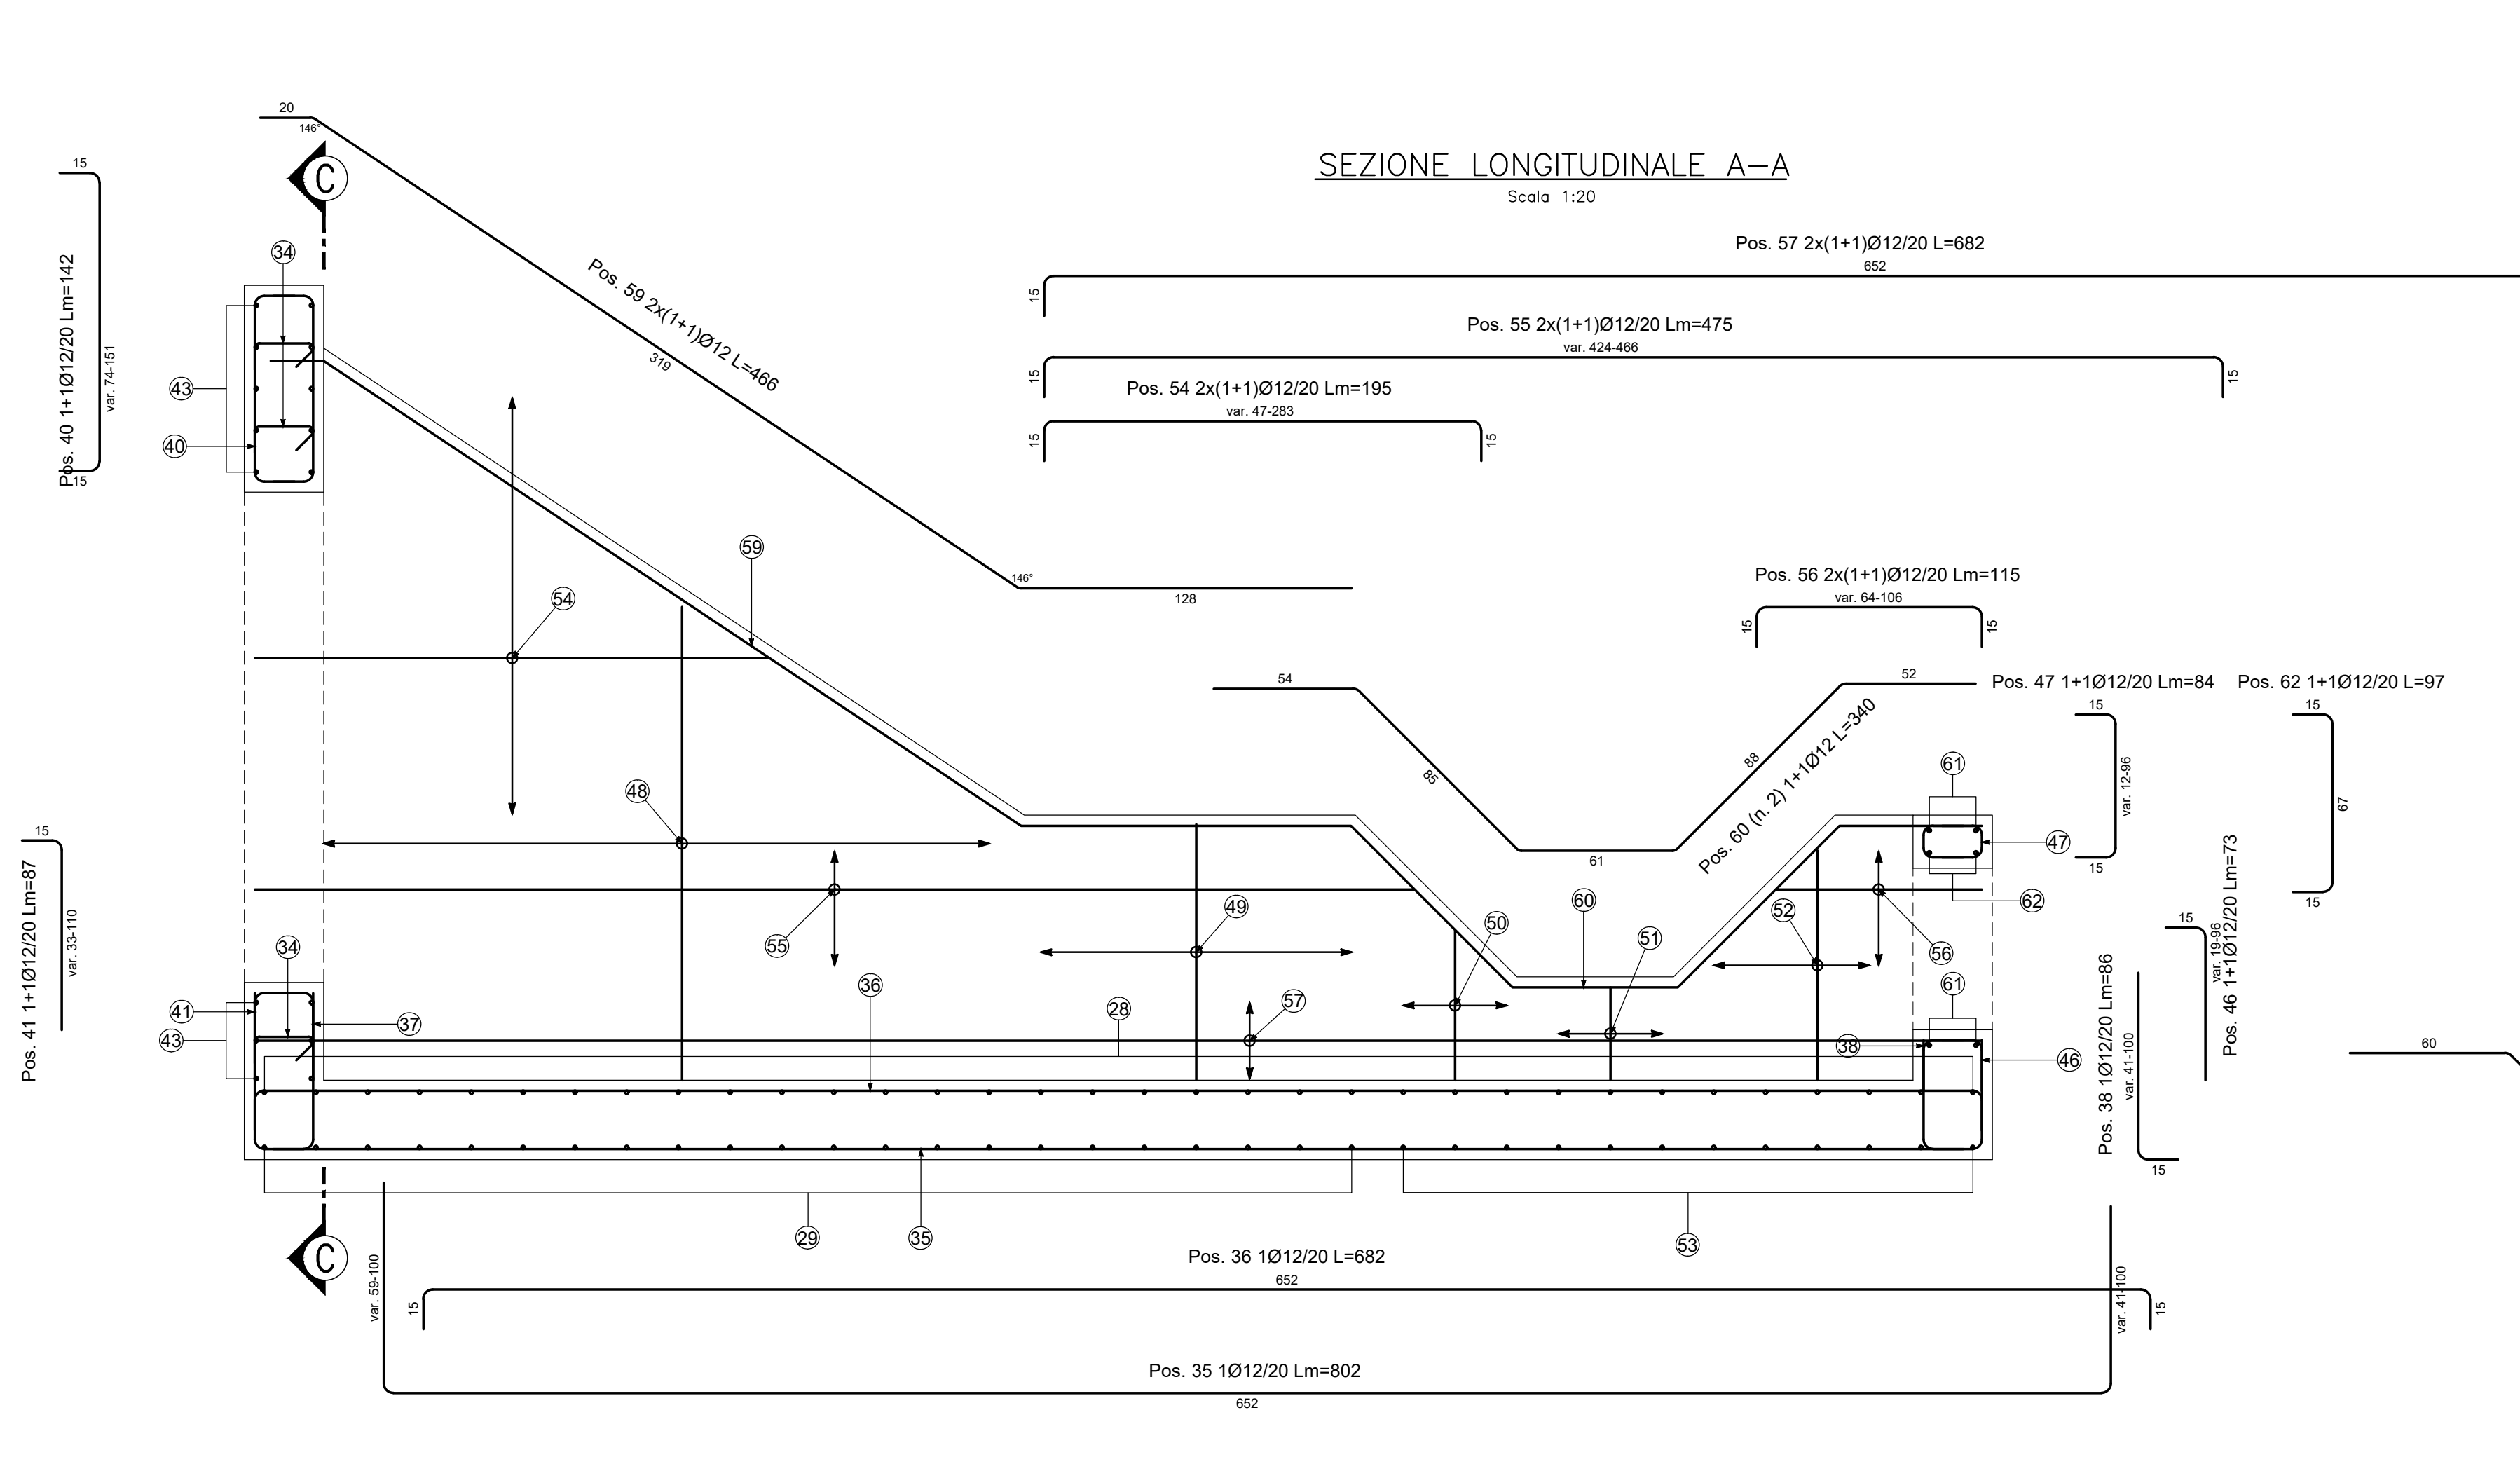 SEZIONE LONGITUDINALE A-A
Scala 1:20
20
146°
C
15
Pos. 40 1+1Ø12/20 Lm=142
var. 74-151
15
34
43
40
Pos. 59 2x(1+1)Ø12 L=466
319
146°
128
Pos. 57 2x(1+1)Ø12/20 L=682
652
15
Pos. 55 2x(1+1)Ø12/20 Lm=475
var. 424-466
15
15
Pos. 54 2x(1+1)Ø12/20 Lm=195
var. 47-283
15
15
59
54
Pos. 56 2x(1+1)Ø12/20 Lm=115
var. 64-106
15
15
54
85
61
88
52
Pos. 60 (n. 2) 1+1Ø12 L=340
Pos. 47 1+1Ø12/20 Lm=84
15
var. 12-96
15
Pos. 62 1+1Ø12/20 L=97
15
67
15
48
61
47
62
15
Pos. 41 1+1Ø12/20 Lm=87
var. 33-110
34
41
43
37
55
36
28
49
57
60
50
51
52
56
61
38
46
15
var. 19-96
Pos. 46 1+1Ø12/20 Lm=73
Pos. 38 1Ø12/20 Lm=86
var. 41-100
15
60
29
35
53
C
Pos. 36 1Ø12/20 L=682
652
15
15
var. 59-100
var. 41-100
Pos. 35 1Ø12/20 Lm=802
652